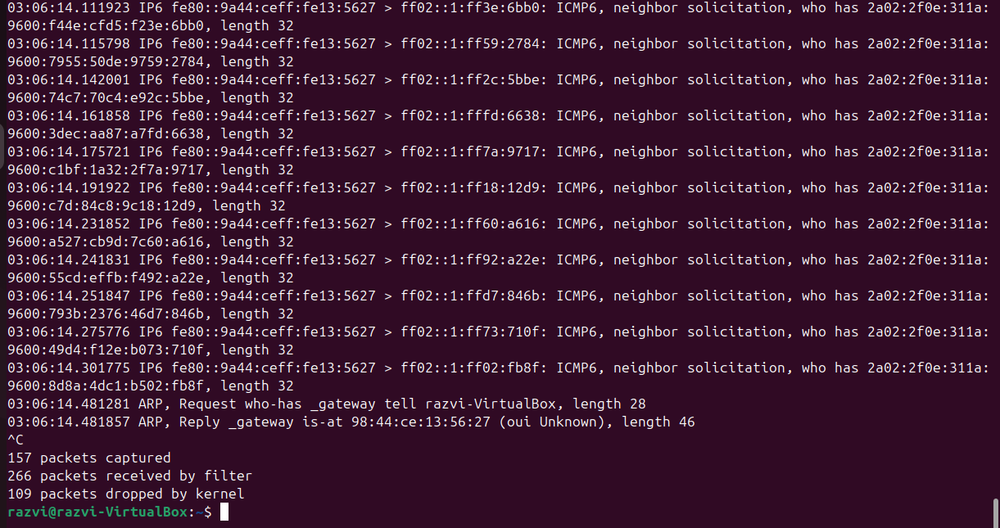 03:06:14.111923 IP6 fe80::9a44:ceff:fe13:5627 > ff02::1:ff3e:6bb0: ICMP6, neighbor solicitation, who has 2a02:2f0e:311a:
9600:f44e:cfd5:f23e:6bb0, length 32
03:06:14.115798 IP6 fe80::9a44:ceff:fe13:5627 > ff02::1:ff59:2784: ICMP6, neighbor solicitation, who has 2a02:2f0e:311a:
9600:7955:50de:9759:2784, length 32
03:06:14.142001 IP6 fe80::9a44:ceff:fe13:5627 > ff02::1:ff2c:5bbe: ICMP6, neighbor solicitation, who has 2a02:2f0e:311a:
9600:74c7:70c4:e92c:5bbe, length 32
03:06:14.161858 IP6 fe80::9a44:ceff:fe13:5627 > ff02::1:fffd:6638: ICMP6, neighbor solicitation, who has 2a02:2f0e:311a:
9600:3dec:aa87:a7fd:6638, length 32
03:06:14.175721 IP6 fe80::9a44:ceff:fe13:5627 > ff02::1:ff7a:9717: ICMP6, neighbor solicitation, who has 2a02:2f0e:311a:
9600:c1bf:1a32:2f7a:9717, length 32
03:06:14.191922 IP6 fe80::9a44:ceff:fe13:5627 > ff02::1:ff18:12d9: ICMP6, neighbor solicitation, who has 2a02:2f0e:311a:
9600:c7d:84c8:9c18:12d9, length 32
03:06:14.231852 IP6 fe80::9a44:ceff:fe13:5627 > ff02::1:ff60:a616: ICMP6, neighbor solicitation, who has 2a02:2f0e:311a:
9600:a527:cb9d:7c60:a616, length 32
03:06:14.241831 IP6 fe80::9a44:ceff:fe13:5627 > ff02::1:ff92:a22e: ICMP6, neighbor solicitation, who has 2a02:2f0e:311a:
9600:55cd:effb:f492:a22e, length 32
03:06:14.251847 IP6 fe80::9a44:ceff:fe13:5627 > ff02::1:ffd7:846b: ICMP6, neighbor solicitation, who has 2a02:2f0e:311a:
9600:793b:2376:46d7:846b, length 32
03:06:14.275776 IP6 fe80::9a44:ceff:fe13:5627 > ff02::1:ff73:710f: ICMP6, neighbor solicitation, who has 2a02:2f0e:311a:
9600:49d4:f12e:b073:710f, length 32
03:06:14.301775 IP6 fe80::9a44:ceff:fe13:5627 > ff02::1:ff02:fb8f: ICMP6, neighbor solicitation, who has 2a02:2f0e:311a:
9600:8d8a:4dc1:b502:fb8f, length 32
03:06:14.481281 ARP, Request who-has _gateway tell razvi-VirtualBox, length 28
03:06:14.481857 ARP, Reply _gateway is-at 98:44:ce:13:56:27 (oui Unknown), length 46
^C
157 packets captured
266 packets received by filter
109 packets dropped by kernel
razvi@razvi-VirtualBox:~$